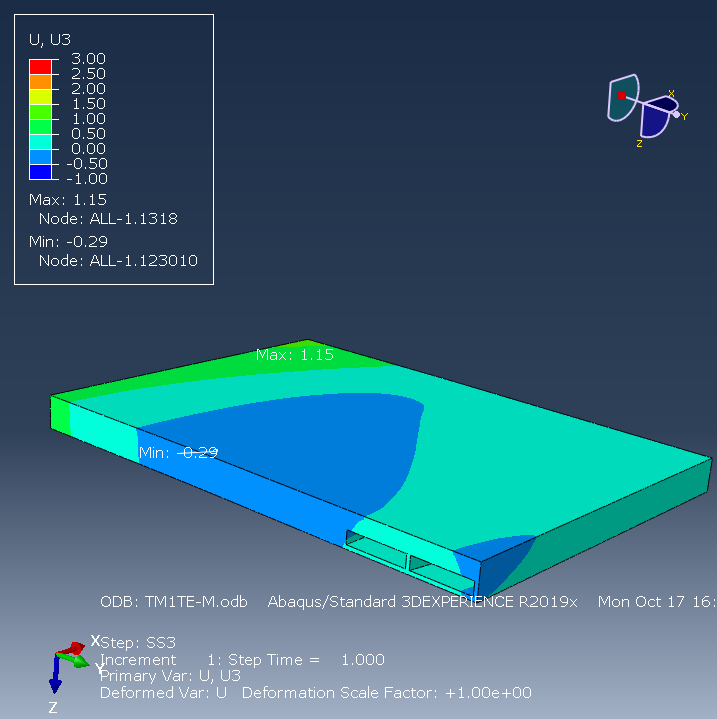 U, U3
3.00
2.50
2.00
1.50
1.00
0.50
0.00
-0.50
-1.00
Max: 1.15
Node: ALL-1.1318
Min: -0.29
Node: ALL-1.123010
X
Y
Z
Max: 1.15
Min: -0.29
ODB: TM1TE-M.odb Abaqus/Standard 3DEXPERIENCE R2019x Mon Oct 17 16:
X
Y
Z
Step: SS3
Increment 1: Step Time = 1.000
Primary Var: U, U3
Deformed Var: U Deformation Scale Factor: +1.00e+00